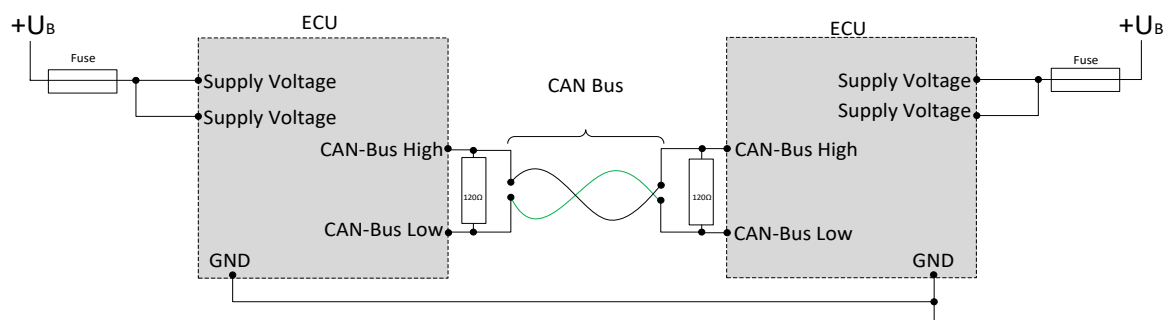 +UB
Fuse
ECU
Supply Voltage
Supply Voltage
CAN-Bus High
120Ω
CAN-Bus Low
GND
CAN Bus
ECU
+UB
Fuse
Supply Voltage
Supply Voltage
CAN-Bus High
120Ω
CAN-Bus Low
GND